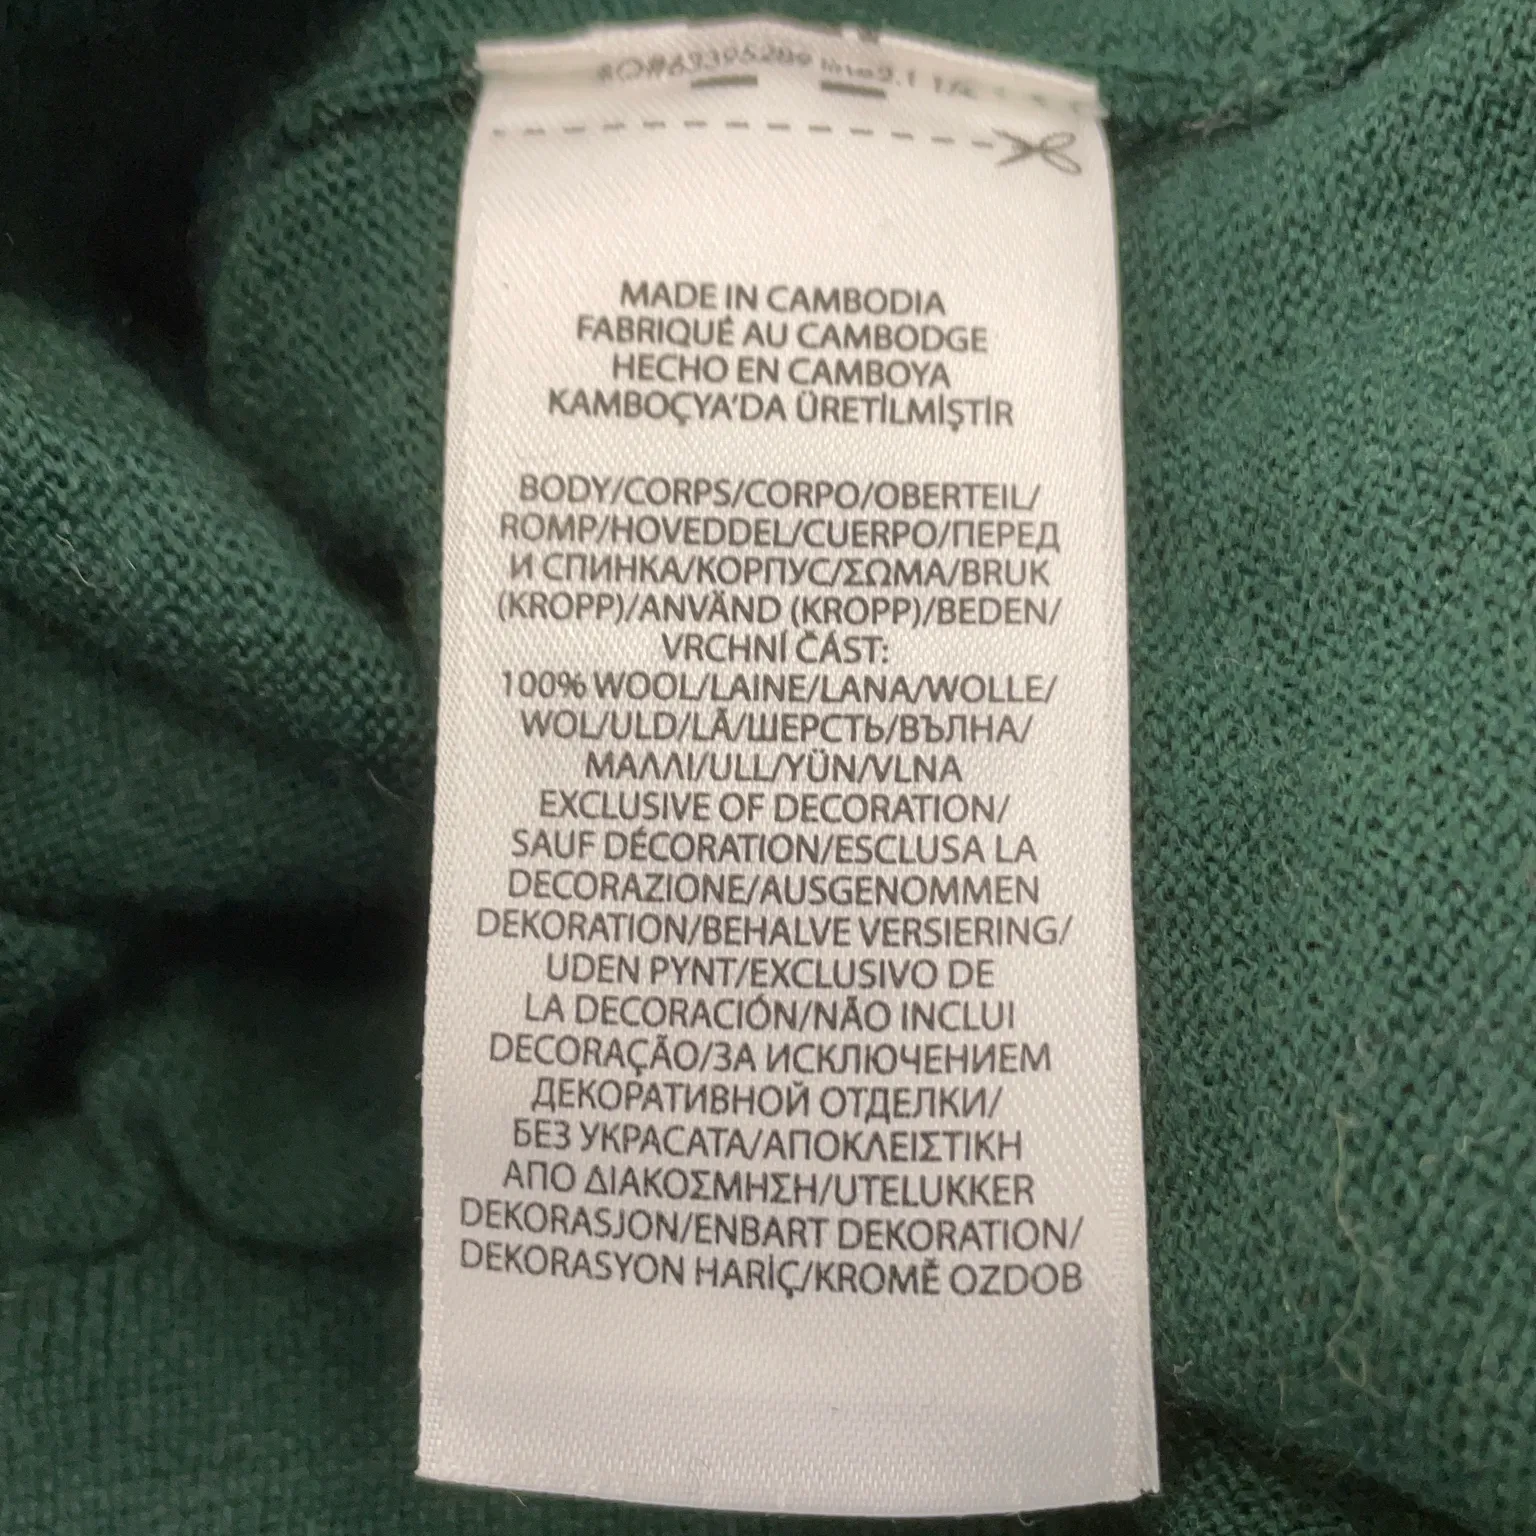 MADE IN CAMBODIA
FABRIQUÉ AU CAMBODGE
HECHO EN CAMBOYA
KAMBOÇYA'DA ÜRETİLMİŞTİR
BODY/CORPS/CORPO/OBERTEIL/
ROMP/HOVEDDEL/CUERPO/ПЕРЕД
И СПИНКА/КОРПУС/ΣΩΜΑ/BRUK
(KROPP)/ANVÄND (KROPP)/BEDEN/
VRCHNÍ ČÁST:
100% WOOL/LAINE/LANA/WOLLE/
WOL/ULD/LÃ/ШЕРСТЬ/ВЪЛНА/
ΜΑΛΛΙ/ULL/YÜN/VLNA
EXCLUSIVE OF DECORATION/
SAUF DÉCORATION/ESCLUSA LA
DECORAZIONE/AUSGENOMMEN
DEKORATION/BEHALVE VERSIERING/
UDEN PYNT/EXCLUSIVO DE
LA DECORACIÓN/NÃO INCLUI
DECORAÇÃO/ЗА ИСКЛЮЧЕНИЕМ
ДЕКОРАТИВНОЙ ОТДЕЛКИ/
БЕЗ УКРАСАТА/ΑΠΟΚΛΕΙΣΤΙΚΗ
ΑΠΟ ΔΙΑΚΟΣΜΗΣΗ/UTELUKKER
DEKORASJON/ENBART DEKORATION/
DEKORASYON HARİÇ/KROMĚ OZDOB